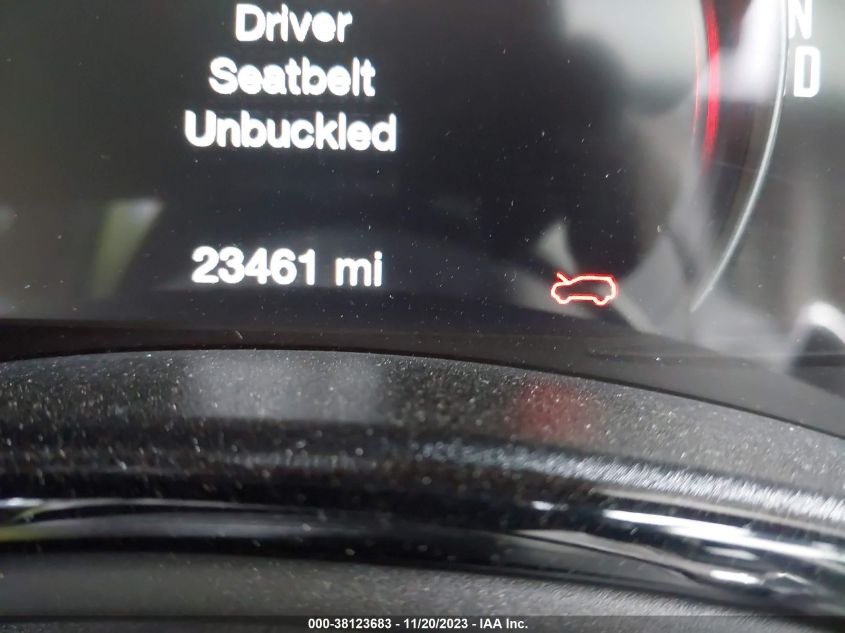 Driver
Seatbelt
Unbuckled
N
D
23461 mi
000-38123683 - 11/20/2023 - IAA Inc.